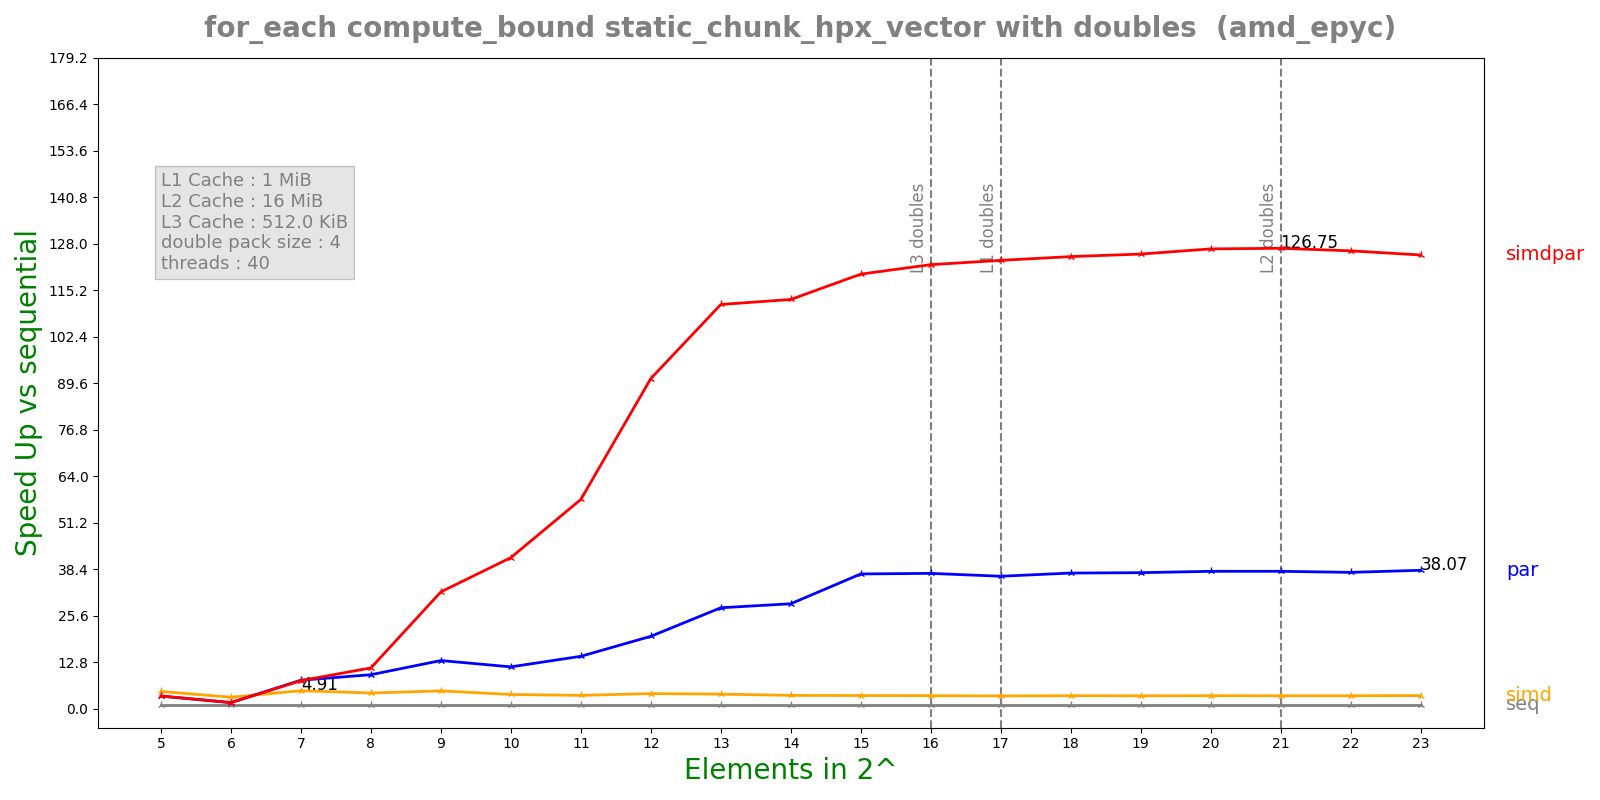 for_each compute_bound static_chunk_hpx_vector with doubles (amd_epyc)
179.2
166.4
153.6
140.8
128.0
115.2
102.4
89.6
76.8
64.0
51.2
38.4
25.6
12.8
0.0
Speed Up vs sequential
L1 Cache : 1 MiB
L2 Cache : 16 MiB
L3 Cache : 512.0 KiB
double pack size : 4
threads : 40
L3 doubles
L1 doubles
L2 doubles
126.75
38.07
4.91
simdpar
par
simd
seq
5 6 7 8 9 10 11 12 13 14 15 16 17 18 19 20 21 22 23
Elements in 2^